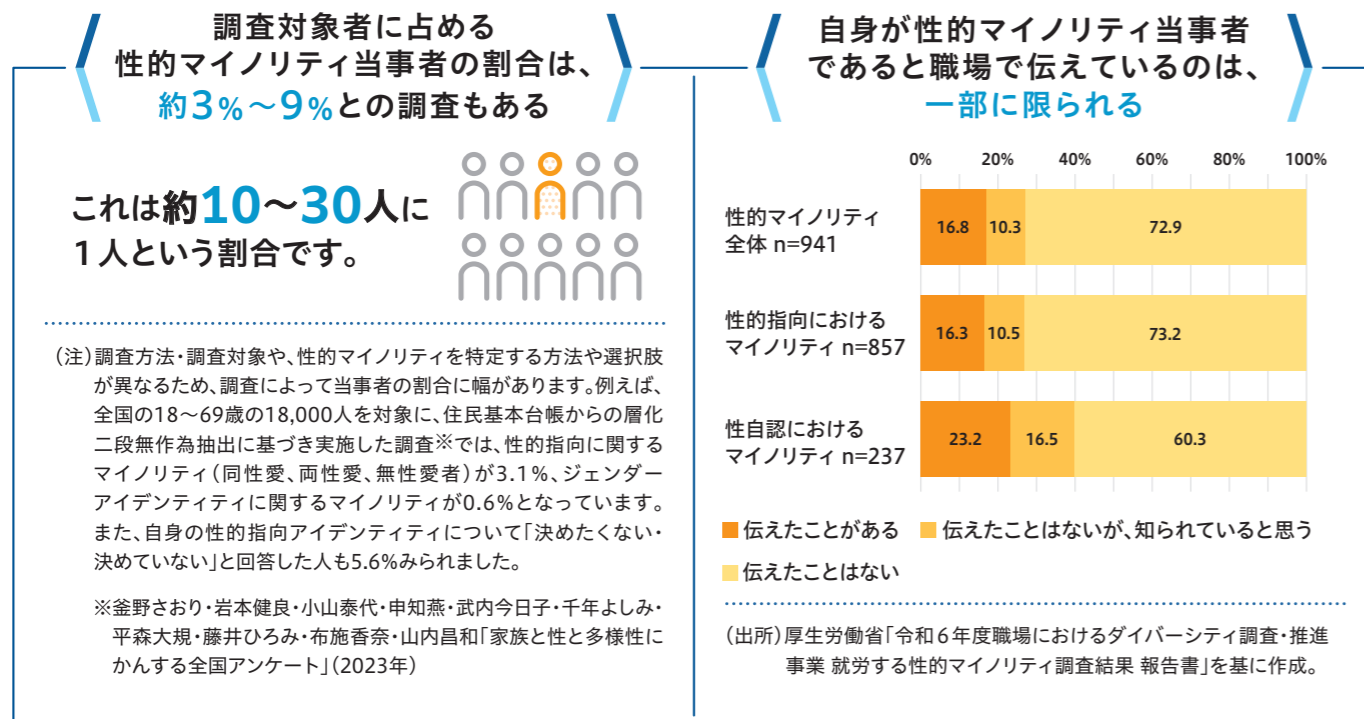 調査対象者に占める
性的マイノリティ当事者の割合は、
約3%~9%との調査もある
これは約10~30人に
1人という割合です。
(注)調査方法・調査対象や、性的マイノリティを特定する方法や選択肢
が異なるため、調査によって当事者の割合に幅があります。例えば、
全国の18~69歳の18,000人を対象に、住民基本台帳からの層化
二段無作為抽出に基づき実施した調査※では、性的指向に関する
マイノリティ(同性愛、両性愛、無性愛者)が3.1%、ジェンダー
アイデンティティに関するマイノリティが0.6%となっています。
また、自身の性的指向アイデンティティについて「決めたくない・
決めていない」と回答した人も5.6%みられました。
※釜野さおり・岩本健良・小山泰代・申知燕・武内今日子・千年よしみ・
平森大規・藤井ひろみ・布施香奈・山内昌和「家族と性と多様性に
かんする全国アンケート」(2023年)
自身が性的マイノリティ当事者
であると職場で伝えているのは、
一部に限られる
0% 20% 40% 60% 80% 100%
性的マイノリティ
全体 n=941
16.8 10.3 72.9
性的指向における
マイノリティ n=857
16.3 10.5 73.2
性自認における
マイノリティ n=237
23.2 16.5 60.3
伝えたことがある 伝えたことはないが、知られていると思う
伝えたことはない
(出所)厚生労働省「令和6年度職場におけるダイバーシティ調査・推進
事業 就労する性的マイノリティ調査結果 報告書」を基に作成。